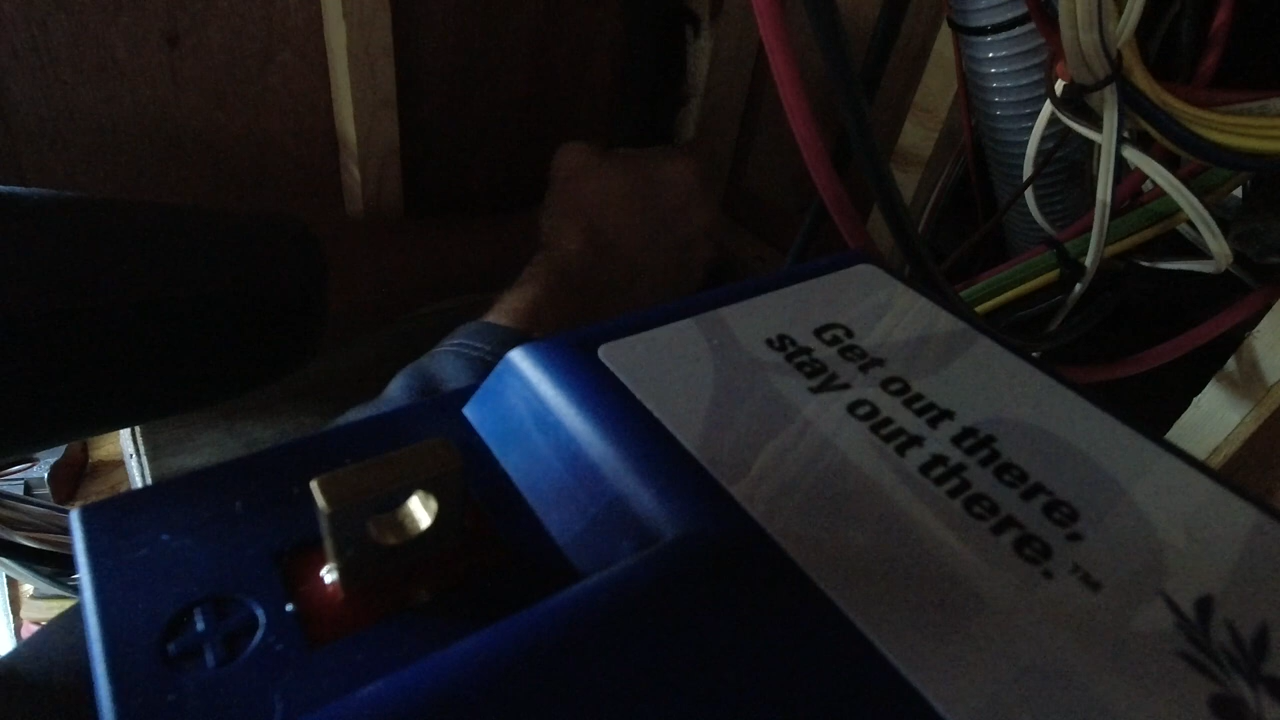 Get out there,
stay out there.™
+